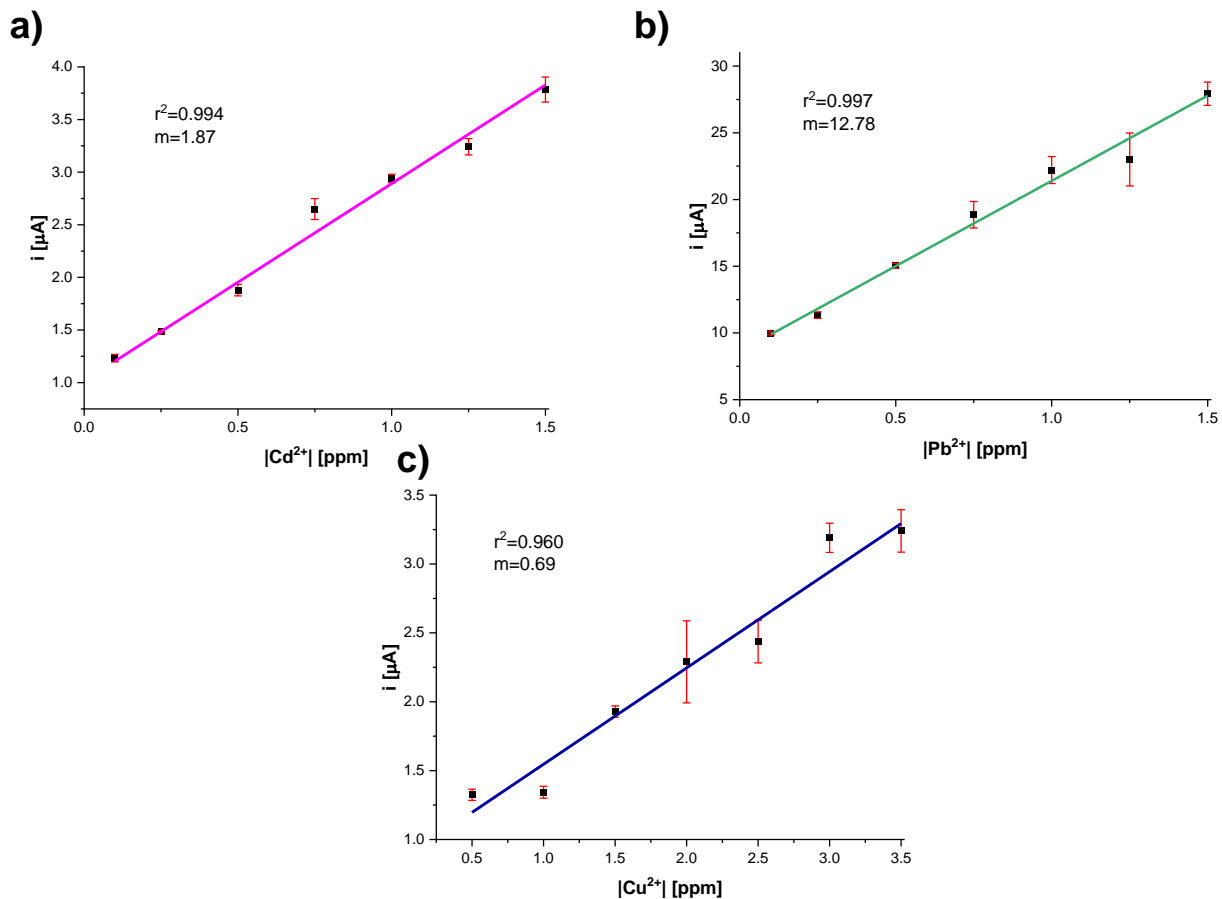 a)
r²=0.994
m=1.87
i [µA]
4.0
3.5
3.0
2.5
2.0
1.5
1.0
0.0 0.5 1.0 1.5
|Cd²⁺| [ppm]
b)
r²=0.997
m=12.78
i [µA]
30
25
20
15
10
5
0.0 0.5 1.0 1.5
|Pb²⁺| [ppm]
c)
r²=0.960
m=0.69
i [µA]
3.5
3.0
2.5
2.0
1.5
1.0
0.5 1.0 1.5 2.0 2.5 3.0 3.5
|Cu²⁺| [ppm]